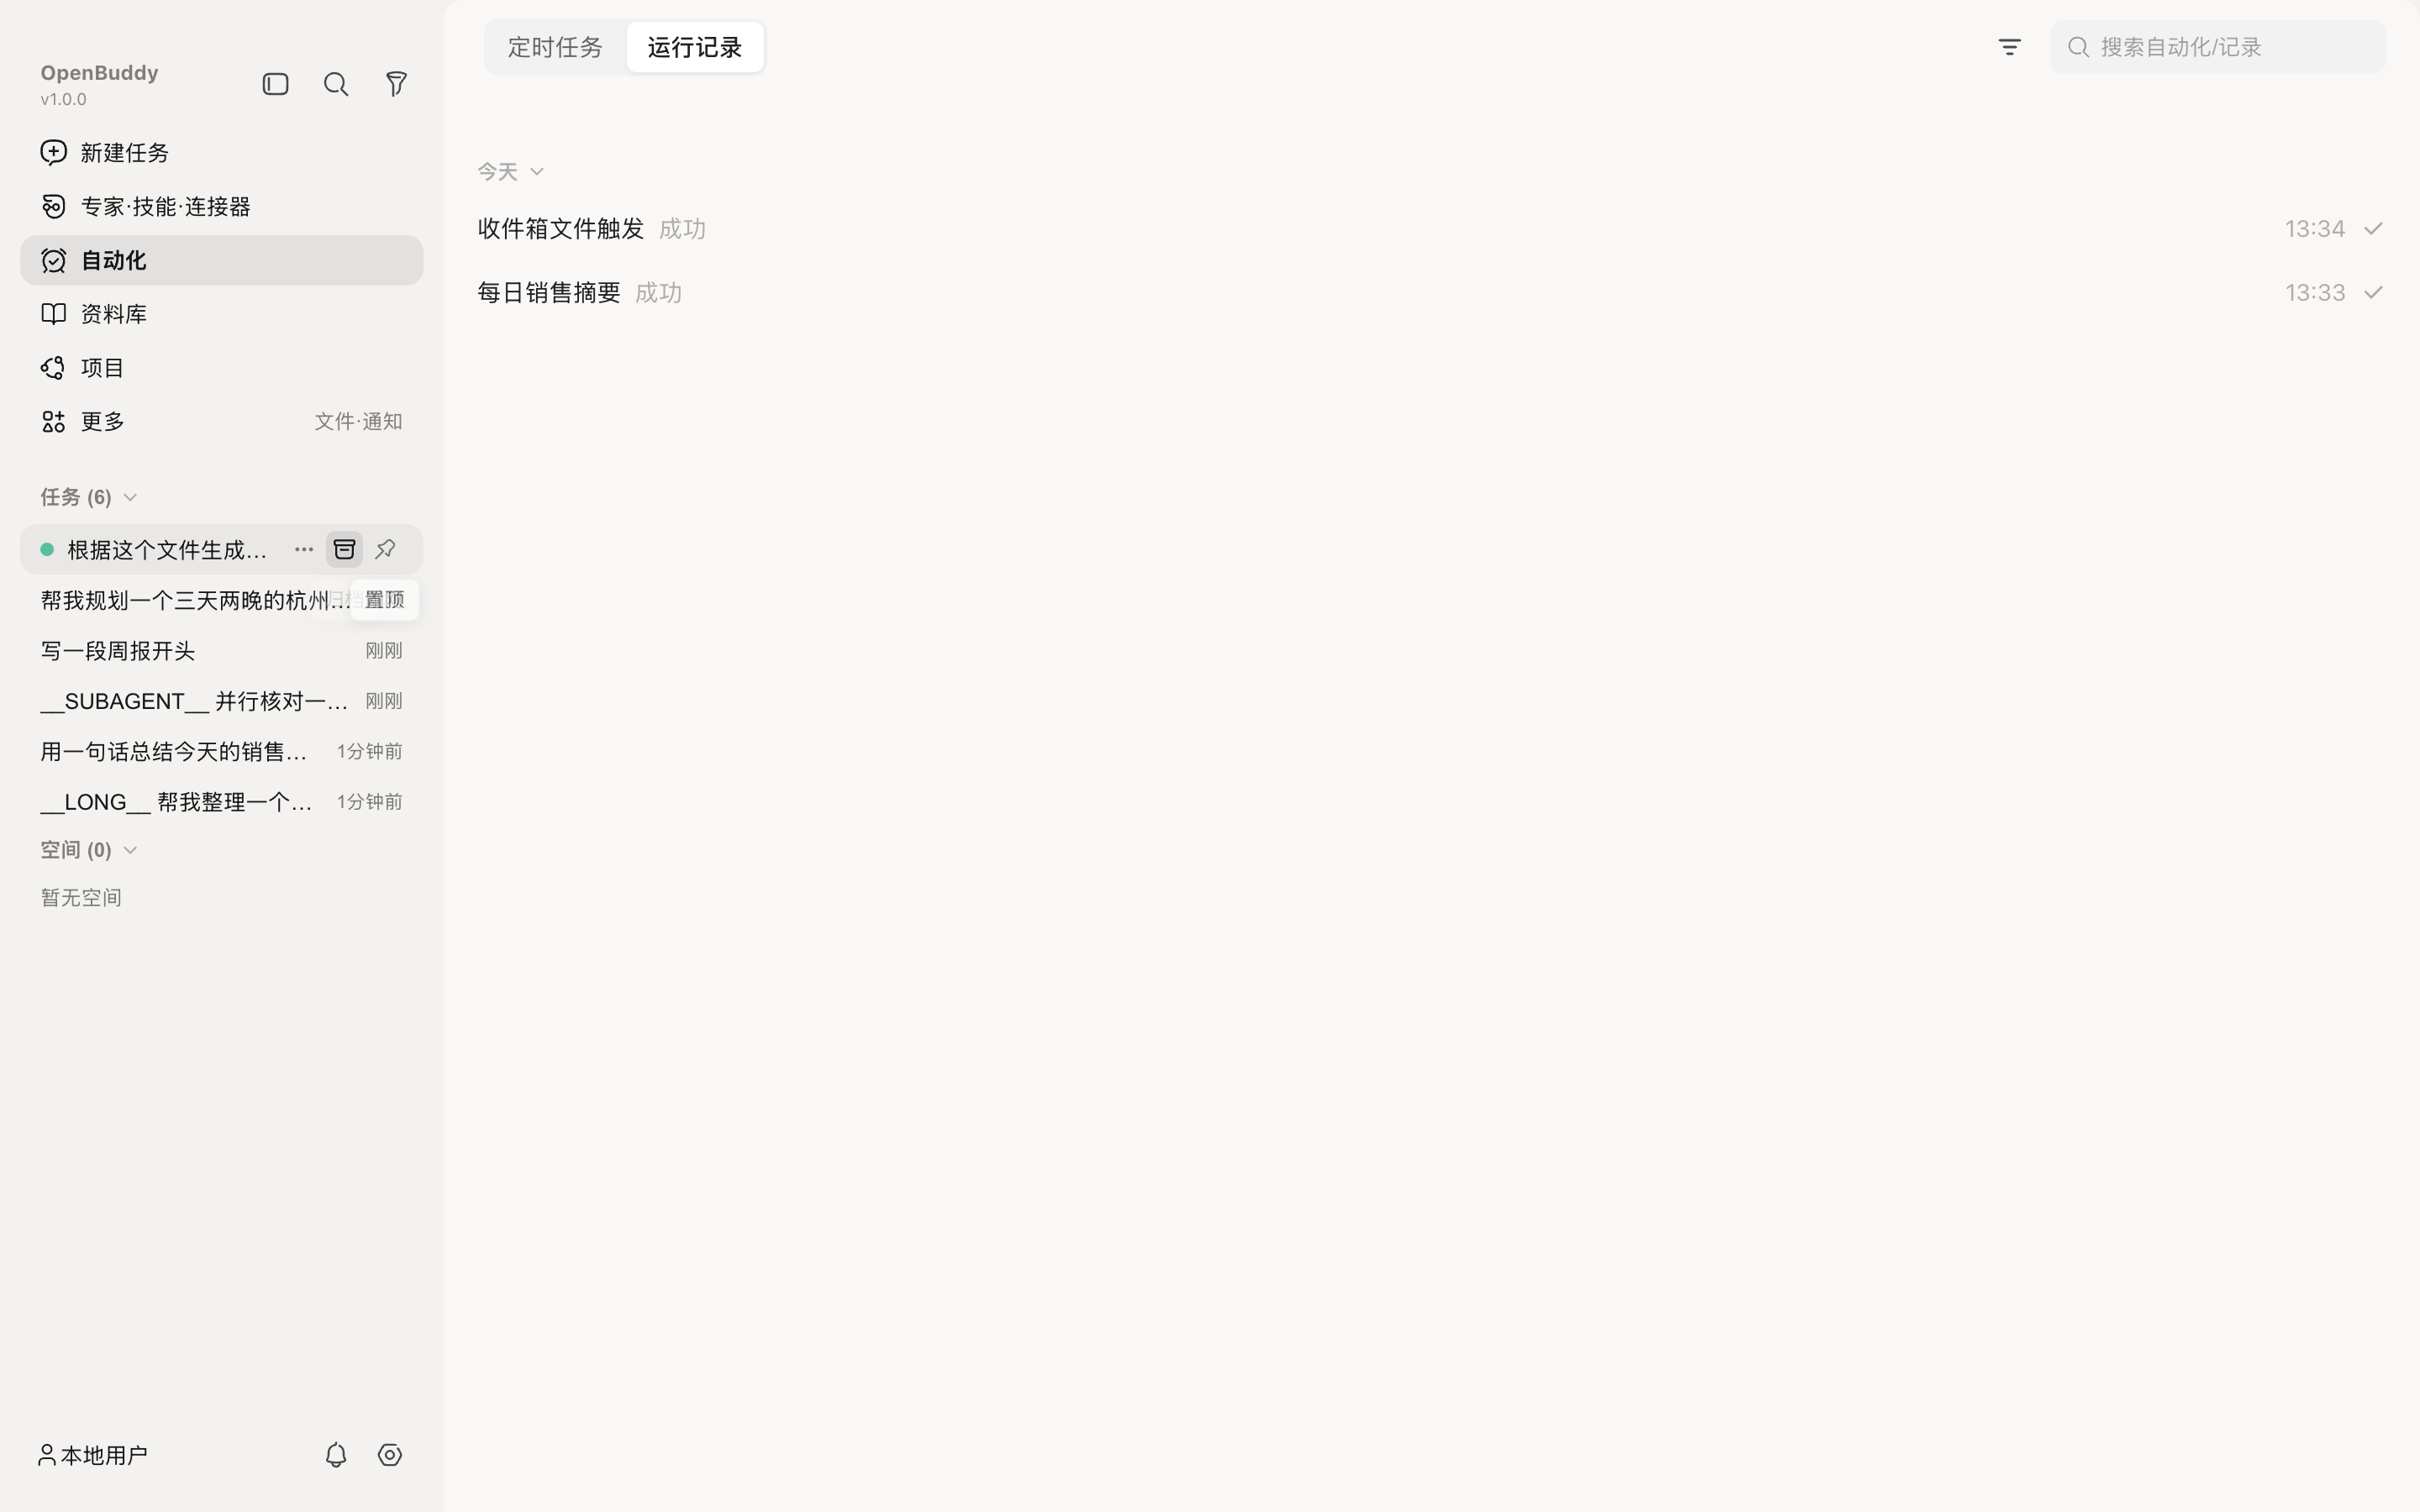 OpenBuddy
v1.0.0
新建任务
专家·技能·连接器
自动化
资料库
项目
更多 文件·通知
任务 (6)
根据这个文件生成...
帮我规划一个三天两晚的杭州...
置顶
写一段周报开头 刚刚
__SUBAGENT__ 并行核对一... 刚刚
用一句话总结今天的销售... 1分钟前
__LONG__ 帮我整理一个... 1分钟前
空间 (0)
暂无空间
本地用户
定时任务 运行记录
搜索自动化/记录
今天
收件箱文件触发 成功 13:34
每日销售摘要 成功 13:33